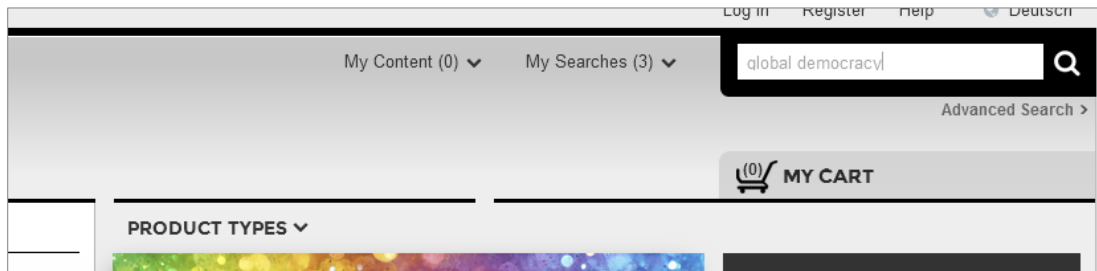 Log In Register Help Deutsch
My Content (0) My Searches (3) global democracy
Advanced Search >
(0) MY CART
PRODUCT TYPES